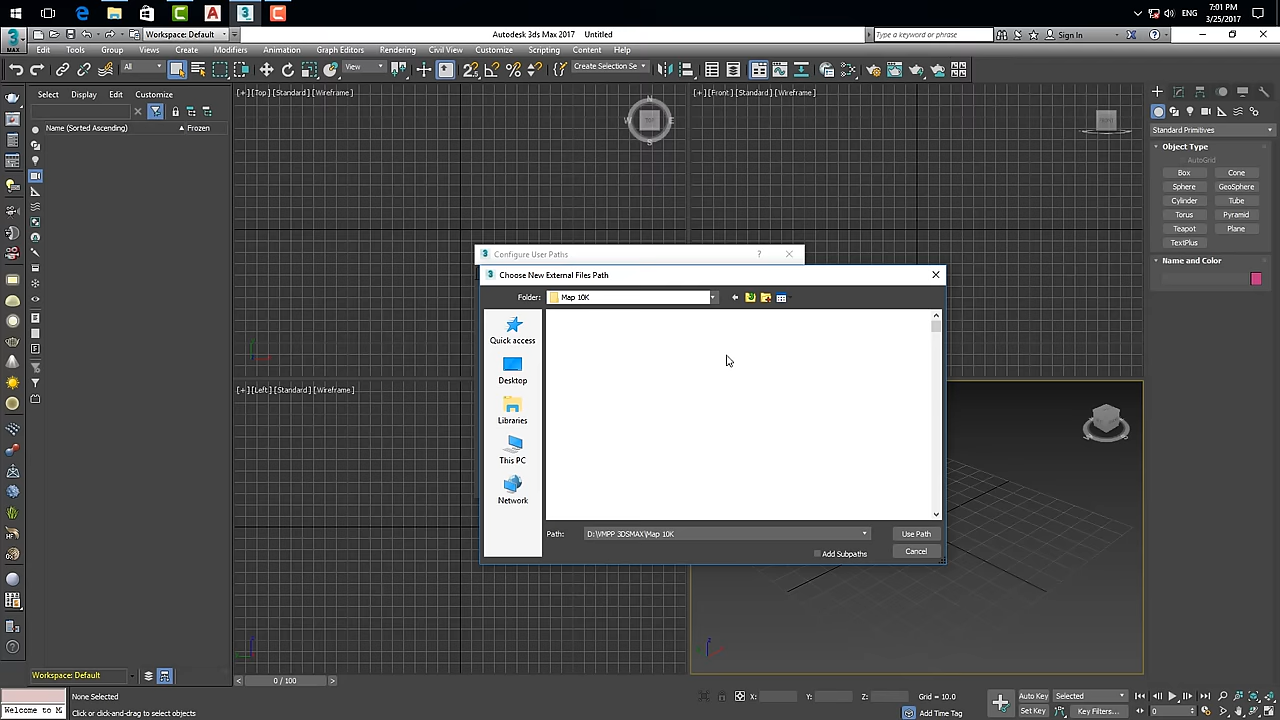 7:01 PM
ENG
3/25/2017
Workspace: Default
Autodesk 3ds Max 2017    Untitled
Type a keyword or phrase
Sign In
MAX
Edit Tools Group Views Create Modifiers Animation Graph Editors Rendering Civil View Customize Scripting Content Help
All
View
Create Selection Se
Select Display Edit Customize
Name (Sorted Ascending)
Frozen
[+] [Top] [Standard] [Wireframe]
[+] [Front] [Standard] [Wireframe]
N
W
E
S
TOP
FRONT
Standard Primitives
Object Type
AutoGrid
Box Cone
Sphere GeoSphere
Cylinder Tube
Torus Pyramid
Teapot Plane
TextPlus
Name and Color
Configure User Paths
Choose New External Files Path
Folder: Map 10K
Quick access
Desktop
Libraries
This PC
Network
Path: D:\VMPP 3DSMAX\Map 10K
Use Path
Add Subpaths
Cancel
[+] [Left] [Standard] [Wireframe]
Workspace: Default
0 / 100
None Selected
Welcome to M
Click or click-and-drag to select objects
X:
Y:
Z:
Grid = 10.0
Add Time Tag
Auto Key
Selected
Set Key
Key Filters...
0